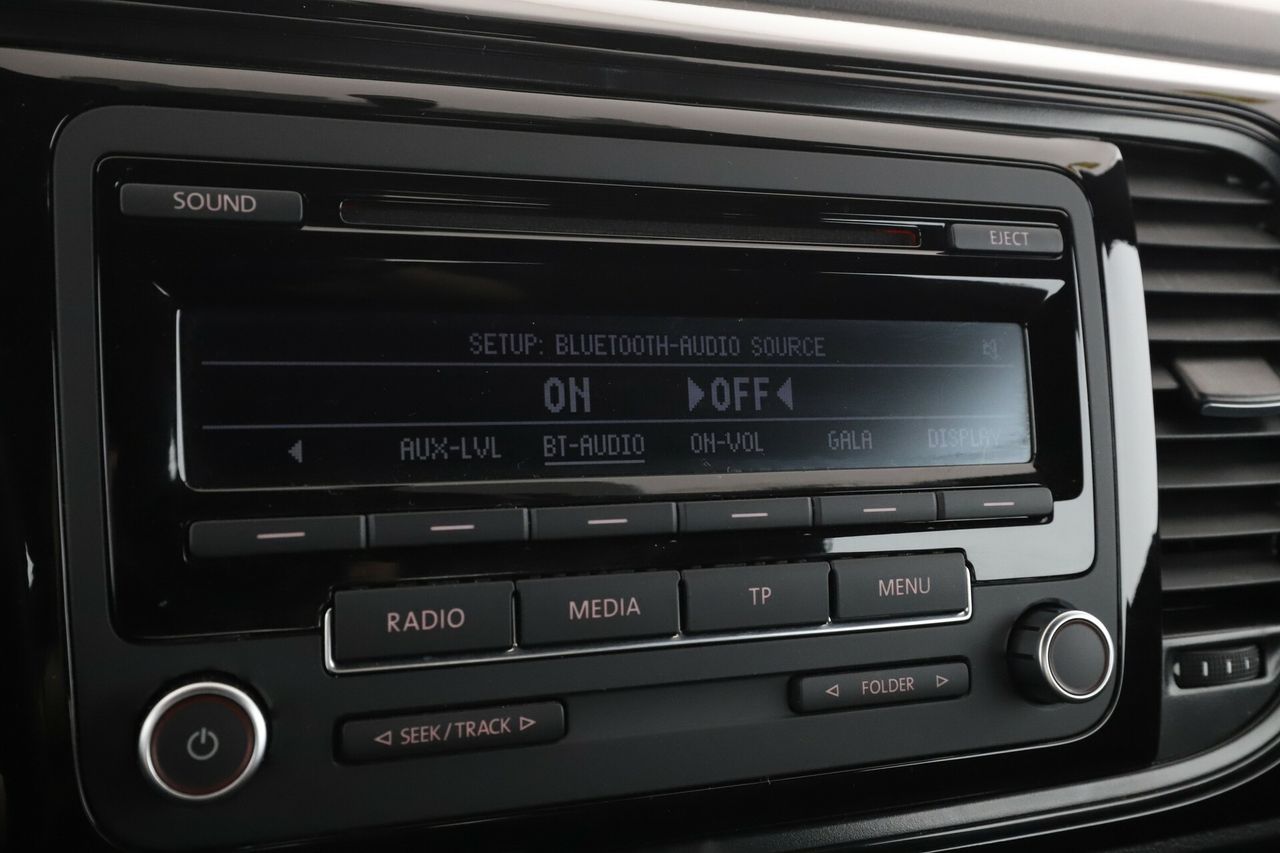 SOUND
EJECT
SETUP: BLUETOOTH-AUDIO SOURCE
ON OFF
AUX-LVL BT-AUDIO ON-VOL GALA DISPLAY
RADIO MEDIA TP MENU
FOLDER
SEEK/TRACK